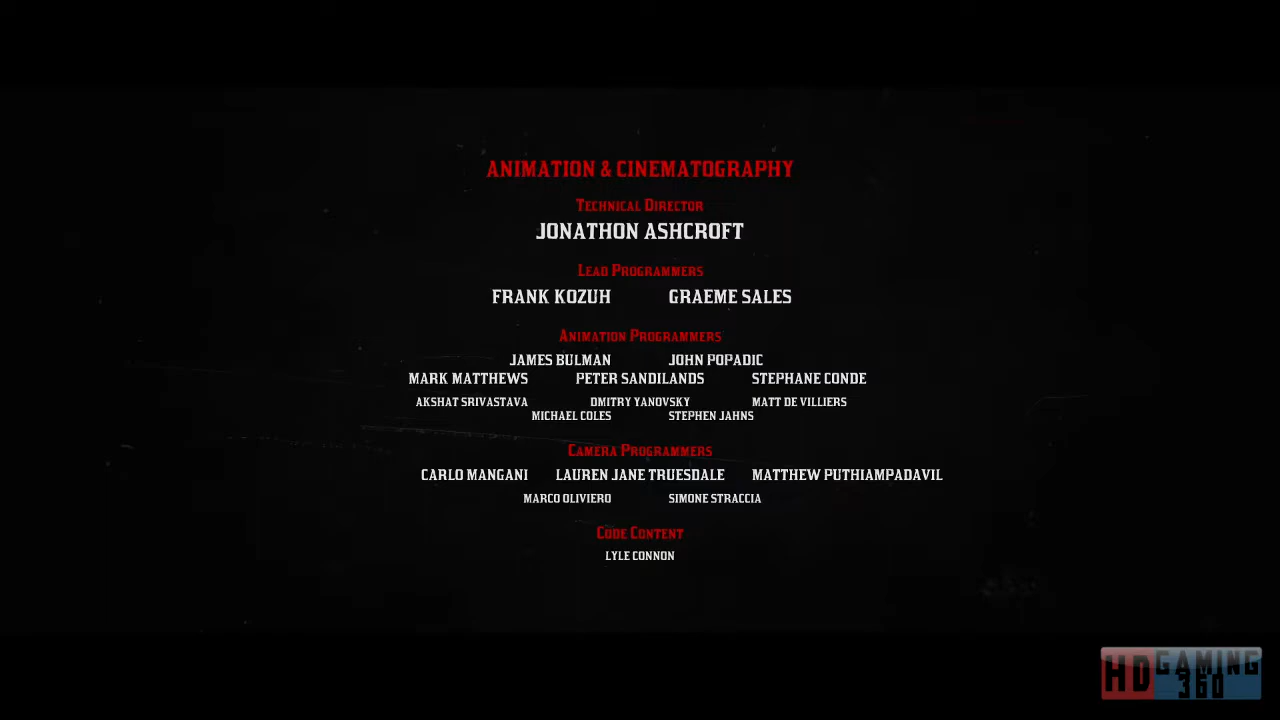 ANIMATION & CINEMATOGRAPHY
TECHNICAL DIRECTOR
JONATHON ASHCROFT
LEAD PROGRAMMERS
FRANK KOZUH GRAEME SALES
ANIMATION PROGRAMMERS
JAMES BULMAN JOHN POPADIC
MARK MATTHEWS PETER SANDILANDS STEPHANE CONDE
AKSHAT SRIVASTAVA DMITRY YANOVSKY MATT DE VILLIERS
MICHAEL COLES STEPHEN JAHNS
CAMERA PROGRAMMERS
CARLO MANGANI LAUREN JANE TRUESDALE MATTHEW PUTHIAMPADAVIL
MARCO OLIVIERO SIMONE STRACCIA
CODE CONTENT
LYLE CONNON
HD GAMING
360